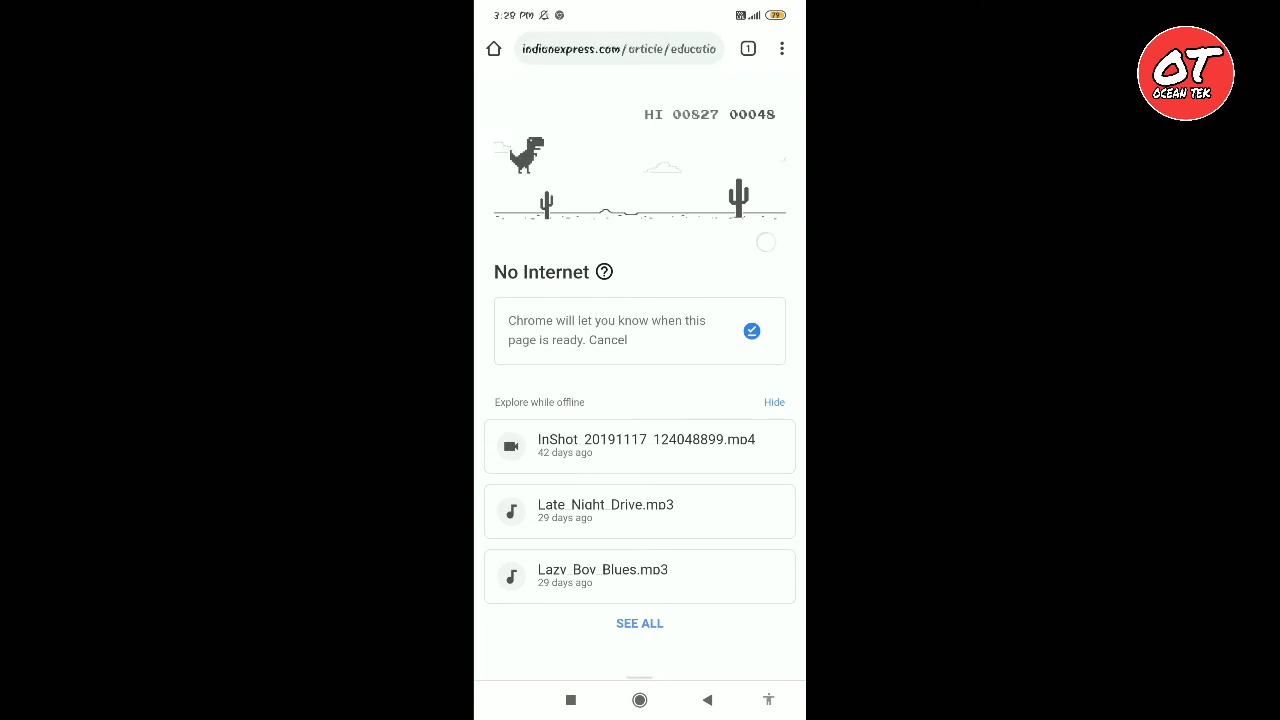 3:28 PM
79
indianexpress.com/article/educatio
1
OT
OCEAN TEK
HI 00827 00048
No Internet
Chrome will let you know when this
page is ready. Cancel
Explore while offline
Hide
InShot_20191117_124048899.mp4
42 days ago
Late_Night_Drive.mp3
29 days ago
Lazy_Boy_Blues.mp3
29 days ago
SEE ALL